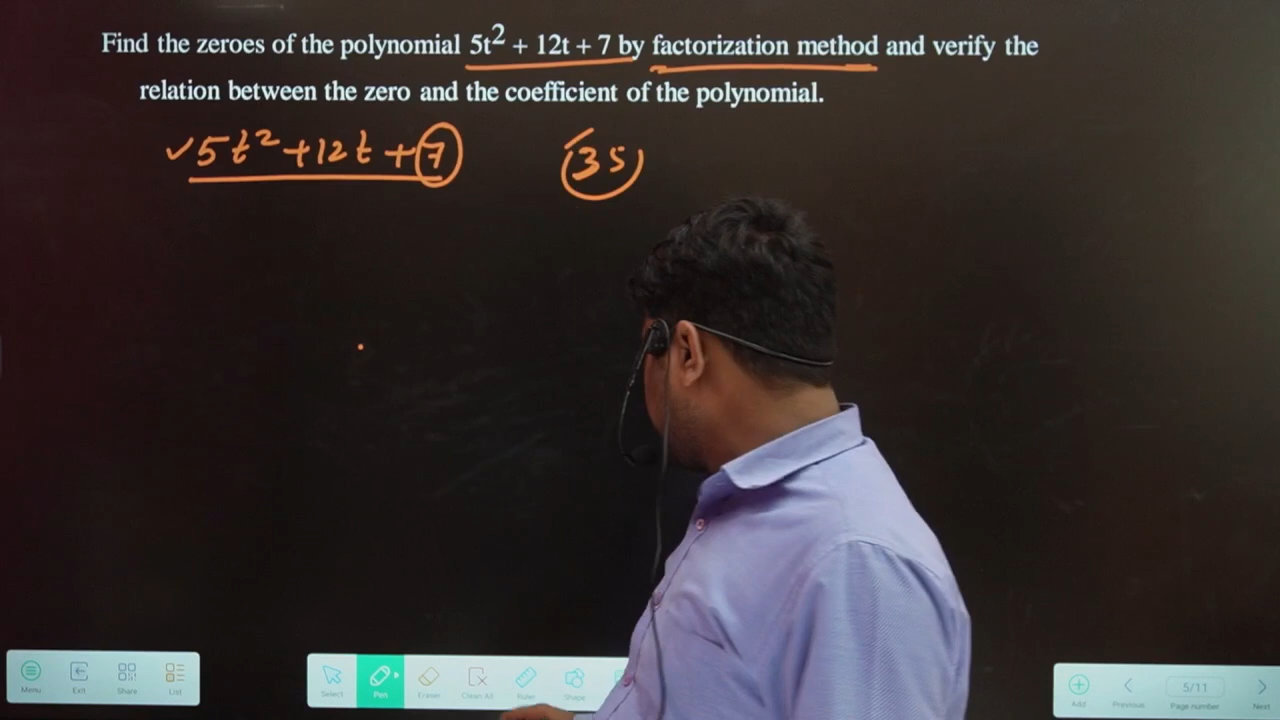 Find the zeroes of the polynomial 5t² + 12t + 7 by factorization method and verify the
relation between the zero and the coefficient of the polynomial.
✓5t² +12t +7 35
Menu Exit Share List Select Pen Eraser Clean All Ruler Shape Add Previous 5/11 Page number Next